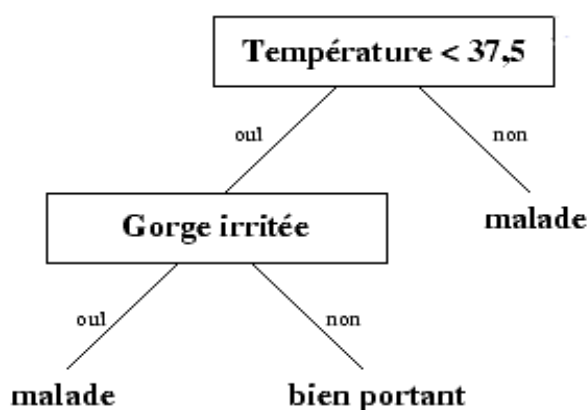 Température < 37,5
oui
non
Gorge irritée
malade
oui
non
malade
bien portant